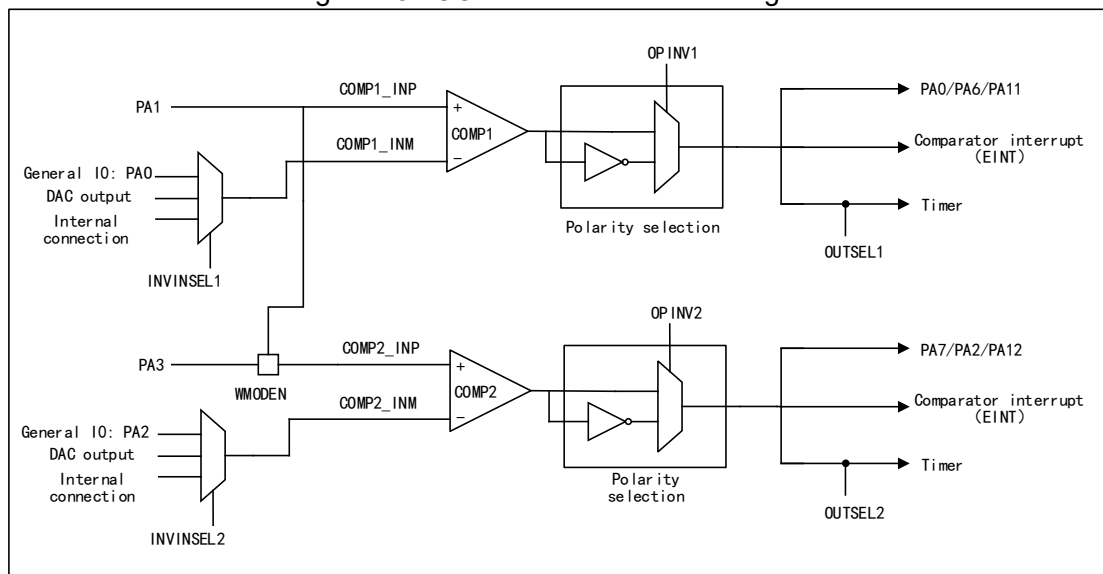 OPINV1
COMP1_INP
PA1
+
COMP1
PA0/PA6/PA11
COMP1_INM
−
Comparator interrupt
(EINT)
General IO: PA0
DAC output
Internal
connection
Timer
Polarity selection
OUTSEL1
INVINSEL1
OPINV2
COMP2_INP
PA3
WMODEN
+
COMP2
PA7/PA2/PA12
COMP2_INM
−
Comparator interrupt
(EINT)
General IO: PA2
DAC output
Internal
connection
Timer
Polarity
selection
OUTSEL2
INVINSEL2